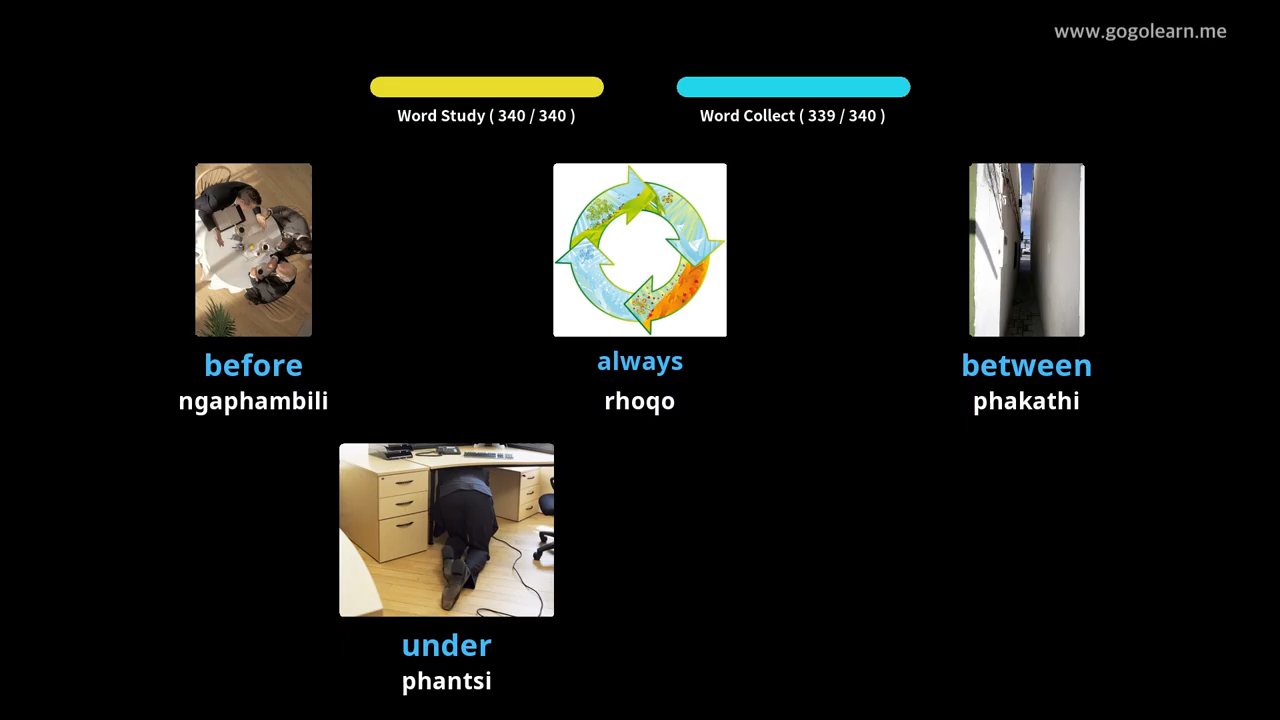 www.gogolearn.me
Word Study ( 340 / 340 )
Word Collect ( 339 / 340 )
before
ngaphambili
always
rhoqo
between
phakathi
under
phantsi